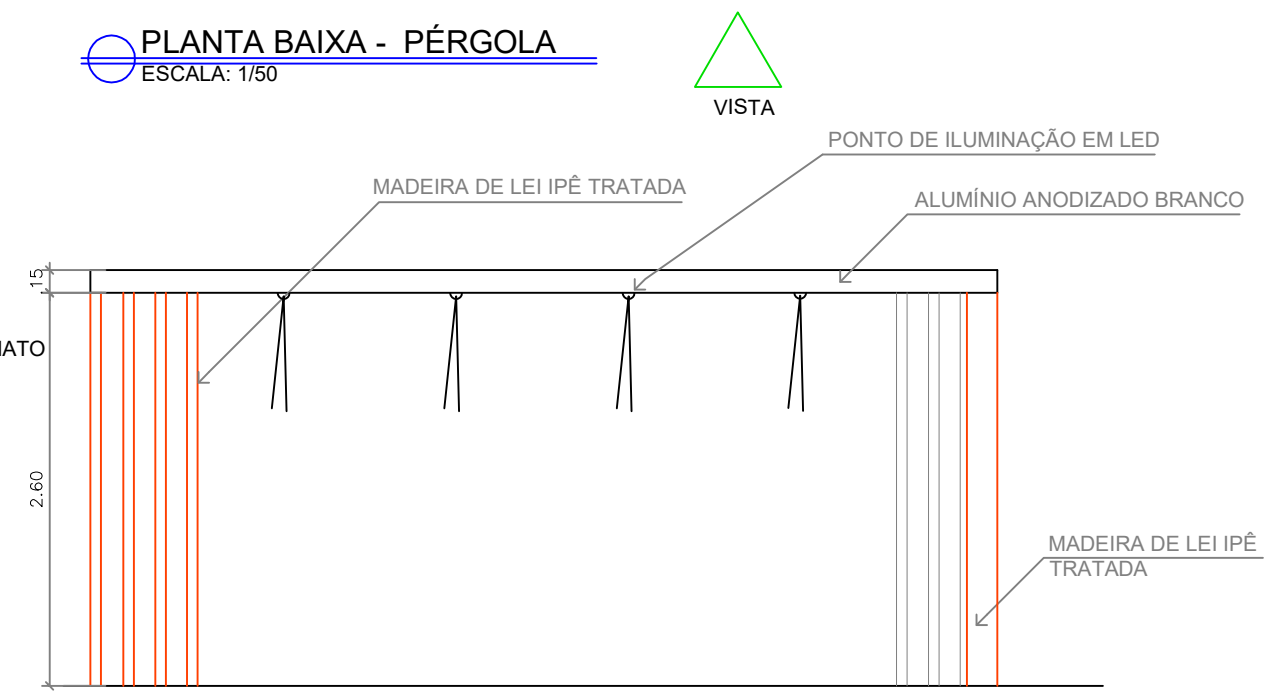 PLANTA BAIXA - PÉRGOLA
ESCALA: 1/50
VISTA
PONTO DE ILUMINAÇÃO EM LED
MADEIRA DE LEI IPÊ TRATADA
ALUMÍNIO ANODIZADO BRANCO
15
2.60
MADEIRA DE LEI IPÊ
TRATADA